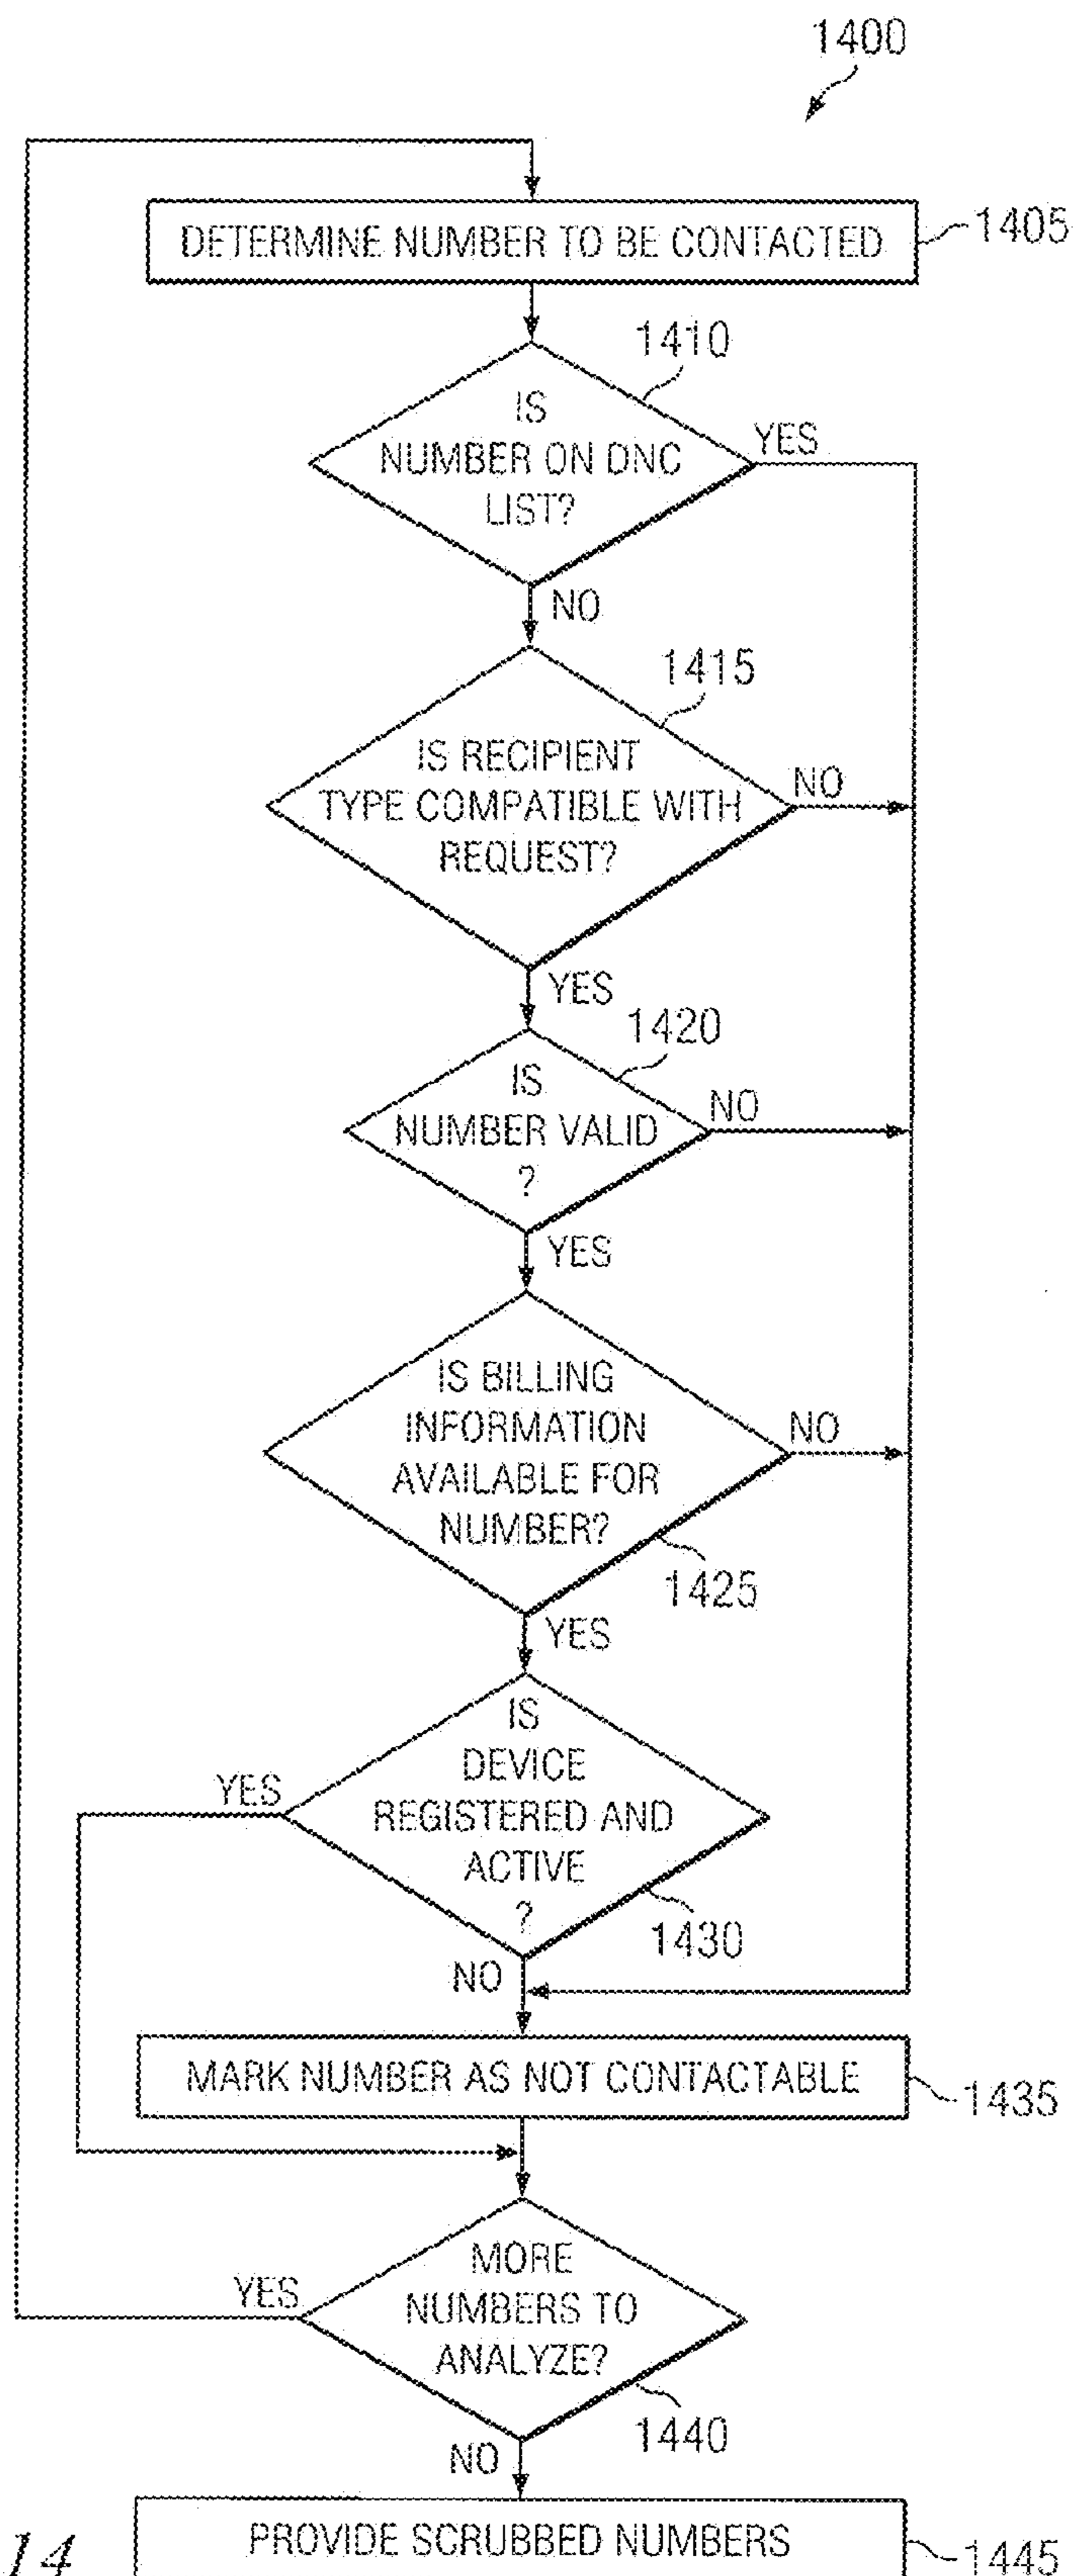 1400
DETERMINE NUMBER TO BE CONTACTED
1405
1410
IS
NUMBER ON DNC
LIST?
YES
NO
1415
IS RECIPIENT
TYPE COMPATIBLE WITH
REQUEST?
NO
YES
1420
IS
NUMBER VALID
?
NO
YES
IS BILLING
INFORMATION
AVAILABLE FOR
NUMBER?
NO
1425
YES
IS
DEVICE
REGISTERED AND
ACTIVE
?
YES
1430
NO
MARK NUMBER AS NOT CONTACTABLE
1435
MORE
NUMBERS TO
ANALYZE?
YES
1440
NO
PROVIDE SCRUBBED NUMBERS
1445
14